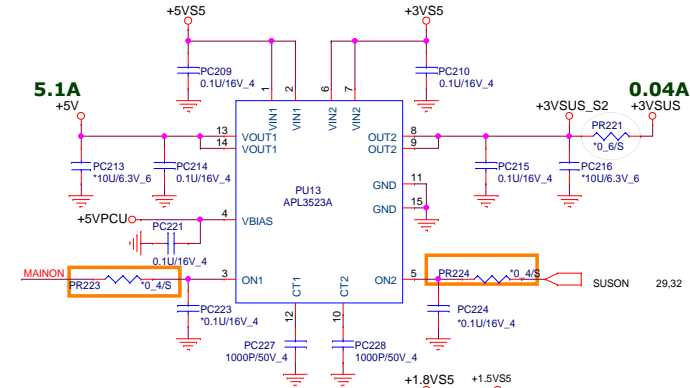 +5VS5
+3VS5
PC209
0.1U/16V_4
PC210
0.1U/16V_4
5.1A
0.04A
+5V
+3VSUS_S2
+3VSUS
1
2
6
7
VIN1
VIN1
VIN2
VIN2
PR221
*0_6/S
13
14
VOUT1
VOUT1
OUT2
OUT2
8
9
PC213
*10U/6.3V_6
PC214
0.1U/16V_4
PC215
0.1U/16V_4
PC216
*10U/6.3V_6
PU13
APL3523A
GND
11
GND
15
+5VPCU
4
VBIAS
PC221
0.1U/16V_4
MAINON
PR223
*0_4/S
3
ON1
CT1
CT2
ON2
5
PR224
*0_4/S
SUSON
29,32
PC223
*0.1U/16V_4
PC224
*0.1U/16V_4
12
10
PC227
1000P/50V_4
PC228
1000P/50V_4
+1.8VS5
+1.5VS5